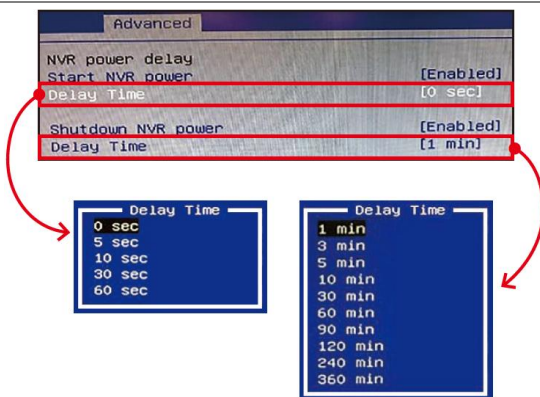 Advanced
NVR power delay
Start NVR power [Enabled]
Delay Time [0 sec]
Shutdown NVR power [Enabled]
Delay Time [1 min]
Delay Time
0 sec
5 sec
10 sec
30 sec
60 sec
Delay Time
1 min
3 min
5 min
10 min
30 min
60 min
90 min
120 min
240 min
360 min